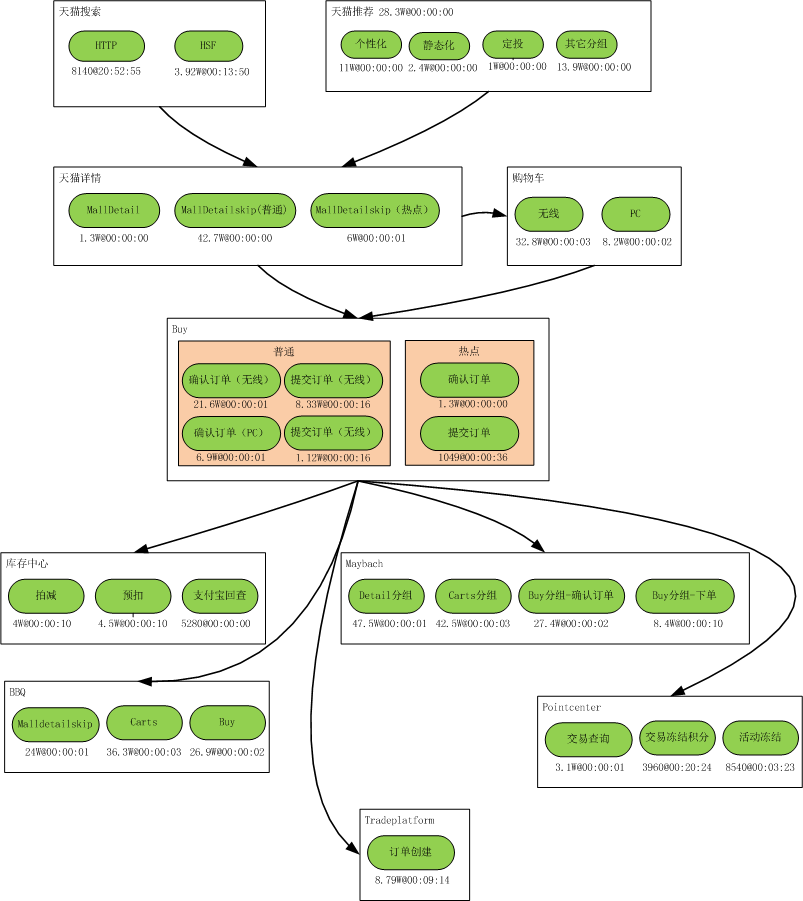 天猫搜索
HTTP
HSF
8140@20:52:55
3.92W@00:13:50
天猫推荐 28.3W@00:00:00
个性化
静态化
定投
其它分组
11W@00:00:00
2.4W@00:00:00
1W@00:00:00
13.9W@00:00:00
天猫详情
MallDetail
MallDetailskip(普通)
MallDetailskip（热点）
1.3W@00:00:00
42.7W@00:00:00
6W@00:00:01
购物车
无线
PC
32.8W@00:00:03
8.2W@00:00:02
Buy
普通
确认订单（无线）
提交订单（无线）
21.6W@00:00:01
8.33W@00:00:16
确认订单（PC）
提交订单（无线）
6.9W@00:00:01
1.12W@00:00:16
热点
确认订单
1.3W@00:00:00
提交订单
1049@00:00:36
库存中心
拍减
预扣
支付宝回查
4W@00:00:10
4.5W@00:00:10
5280@00:00:00
Maybach
Detail分组
Carts分组
Buy分组-确认订单
Buy分组-下单
47.5W@00:00:01
42.5W@00:00:03
27.4W@00:00:02
8.4W@00:00:10
BBQ
Malldetailskip
Carts
Buy
24W@00:00:01
36.3W@00:00:03
26.9W@00:00:02
Pointcenter
交易查询
交易冻结积分
活动冻结
3.1W@00:00:01
3960@00:20:24
8540@00:03:23
Tradeplatform
订单创建
8.79W@00:09:14